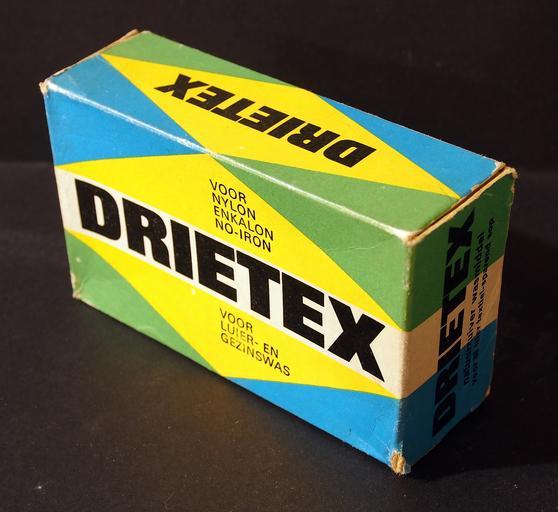 DRIETEX
VOOR
NYLON
ENKALON
NO-IRON
DRIETEX
VOOR
LUIER- EN
GEZINSWAS
DRIETEX